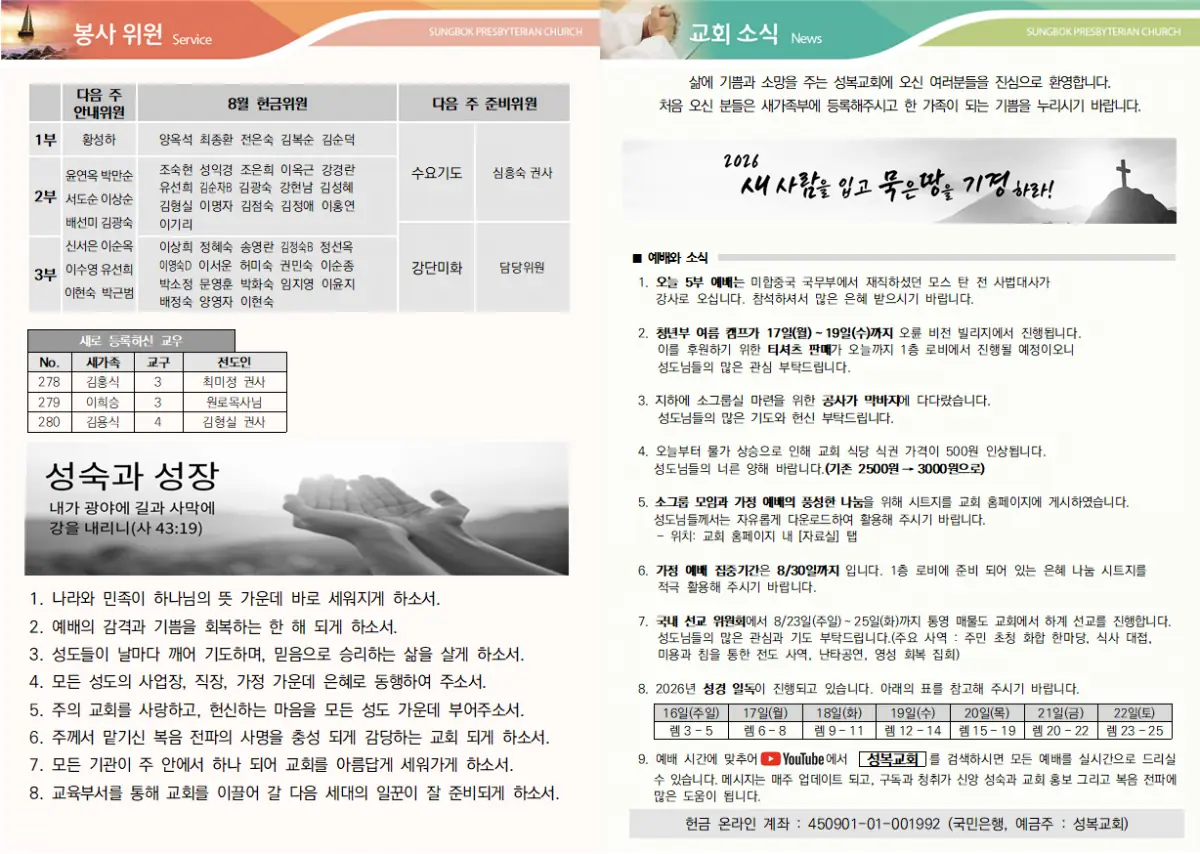 봉사 위원 Service
SUNGBOK PRESBYTERIAN CHURCH
다음 주
안내위원
8월 헌금위원
다음 주 준비위원
1부
황성하
양옥석 최종환 전은숙 김복순 김순덕
2부
윤연옥 박만순
서도순 이상순
배선미 김광숙
조숙현 성익경 조은희 이옥근 강경란
유선희 김순자B 김광숙 강현남 김성혜
김형실 이명자 김점숙 김정애 이홍연
이기리
수요기도
심흥숙 권사
3부
신서은 이순옥
이수영 유선희
이현숙 박근범
이상희 정혜숙 송영란 김정숙B 정선옥
이영숙D 이서운 허미숙 권민숙 이순종
박소정 문영훈 박화숙 임지영 이윤지
배정숙 양영자 이현숙
강단미화
담당위원
새로 등록하신 교우
No. 새가족 교구 전도인
278 김홍식 3 최미정 권사
279 이희승 3 원로목사님
280 김용식 4 김형실 권사
성숙과 성장
내가 광야에 길과 사막에
강을 내리니(사 43:19)
1. 나라와 민족이 하나님의 뜻 가운데 바로 세워지게 하소서.
2. 예배의 감격과 기쁨을 회복하는 한 해 되게 하소서.
3. 성도들이 날마다 깨어 기도하며, 믿음으로 승리하는 삶을 살게 하소서.
4. 모든 성도의 사업장, 직장, 가정 가운데 은혜로 동행하여 주소서.
5. 주의 교회를 사랑하고, 헌신하는 마음을 모든 성도 가운데 부어주소서.
6. 주께서 맡기신 복음 전파의 사명을 충성 되게 감당하는 교회 되게 하소서.
7. 모든 기관이 주 안에서 하나 되어 교회를 아름답게 세워가게 하소서.
8. 교육부서를 통해 교회를 이끌어 갈 다음 세대의 일꾼이 잘 준비되게 하소서.
교회 소식 News
SUNGBOK PRESBYTERIAN CHURCH
삶에 기쁨과 소망을 주는 성복교회에 오신 여러분들을 진심으로 환영합니다.
처음 오신 분들은 새가족부에 등록해주시고 한 가족이 되는 기쁨을 누리시기 바랍니다.
2026
새 사람을 입고 묵은땅을 기경하라!
■ 예배와 소식
1. 오늘 5부 예배는 미합중국 국무부에서 재직하셨던 모스 탄 전 사법대사가
강사로 오십니다. 참석하셔서 많은 은혜 받으시기 바랍니다.
2. 청년부 여름 캠프가 17일(월)~19일(수)까지 오륜 비전 빌리지에서 진행됩니다.
이를 후원하기 위한 티셔츠 판매가 오늘까지 1층 로비에서 진행될 예정이오니
성도님들의 많은 관심 부탁드립니다.
3. 지하에 소그룹실 마련을 위한 공사가 막바지에 다다랐습니다.
성도님들의 많은 기도와 헌신 부탁드립니다.
4. 오늘부터 물가 상승으로 인해 교회 식당 식권 가격이 500원 인상됩니다.
성도님들의 너른 양해 바랍니다.(기존 2500원 → 3000원으로)
5. 소그룹 모임과 가정 예배의 풍성한 나눔을 위해 시트지를 교회 홈페이지에 게시하였습니다.
성도님들께서는 자유롭게 다운로드하여 활용해 주시기 바랍니다.
- 위치: 교회 홈페이지 내 [자료실] 탭
6. 가정 예배 집중기간은 8/30일까지 입니다. 1층 로비에 준비 되어 있는 은혜 나눔 시트지를
적극 활용해 주시기 바랍니다.
7. 국내 선교 위원회에서 8/23일(주일)~25일(화)까지 통영 매물도 교회에서 하계 선교를 진행합니다.
성도님들의 많은 관심과 기도 부탁드립니다.(주요 사역 : 주민 초청 화합 한마당, 식사 대접,
미용과 침을 통한 전도 사역, 난타공연, 영성 회복 집회)
8. 2026년 성경 일독이 진행되고 있습니다. 아래의 표를 참고해 주시기 바랍니다.
16일(주일) 17일(월) 18일(화) 19일(수) 20일(목) 21일(금) 22일(토)
렘 3-5 렘 6-8 렘 9-11 렘 12-14 렘 15-19 렘 20-22 렘 23-25
9. 예배 시간에 맞추어 YouTube에서 성복교회 를 검색하시면 모든 예배를 실시간으로 드리실
수 있습니다. 메시지는 매주 업데이트 되고, 구독과 청취가 신앙 성숙과 교회 홍보 그리고 복음 전파에
많은 도움이 됩니다.
헌금 온라인 계좌 : 450901-01-001992 (국민은행, 예금주 : 성복교회)